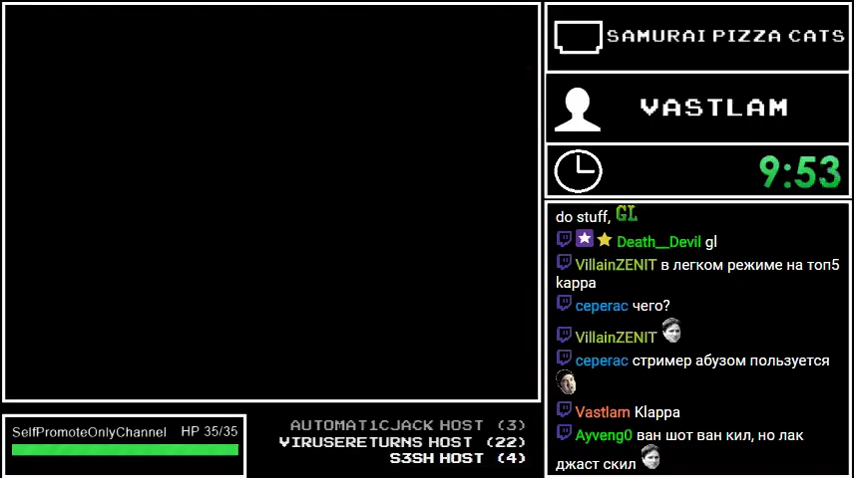 SAMURAI PIZZA CATS
VASTLAM
9:53
do stuff, GL
Death__Devil gl
VillainZENIT в легком режиме на топ5
kappa
ceperac чего?
VillainZENIT
ceperac стример абузом пользуется
Vastlam Klappa
Ayveng0 ван шот ван кил, но лак
джаст скил
SelfPromoteOnlyChannel HP 35/35
AUTOMAT1CJACK HOST (3)
VIRUSERETURNS HOST (22)
S3SH HOST (4)